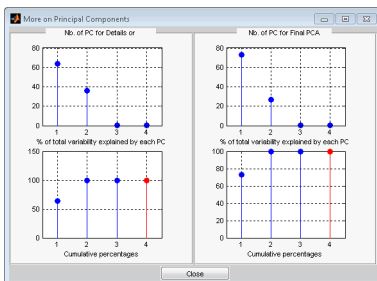 More on Principal Components
Nb. of PC for Details or
80
60
40
20
0
1 2 3 4
% of total variability explained by each PC
150
100
50
0
1 2 3 4
Cumulative percentages
Nb. of PC for Final PCA
80
60
40
20
0
1 2 3 4
% of total variability explained by each PC
100
80
60
40
20
0
1 2 3 4
Cumulative percentages
Close